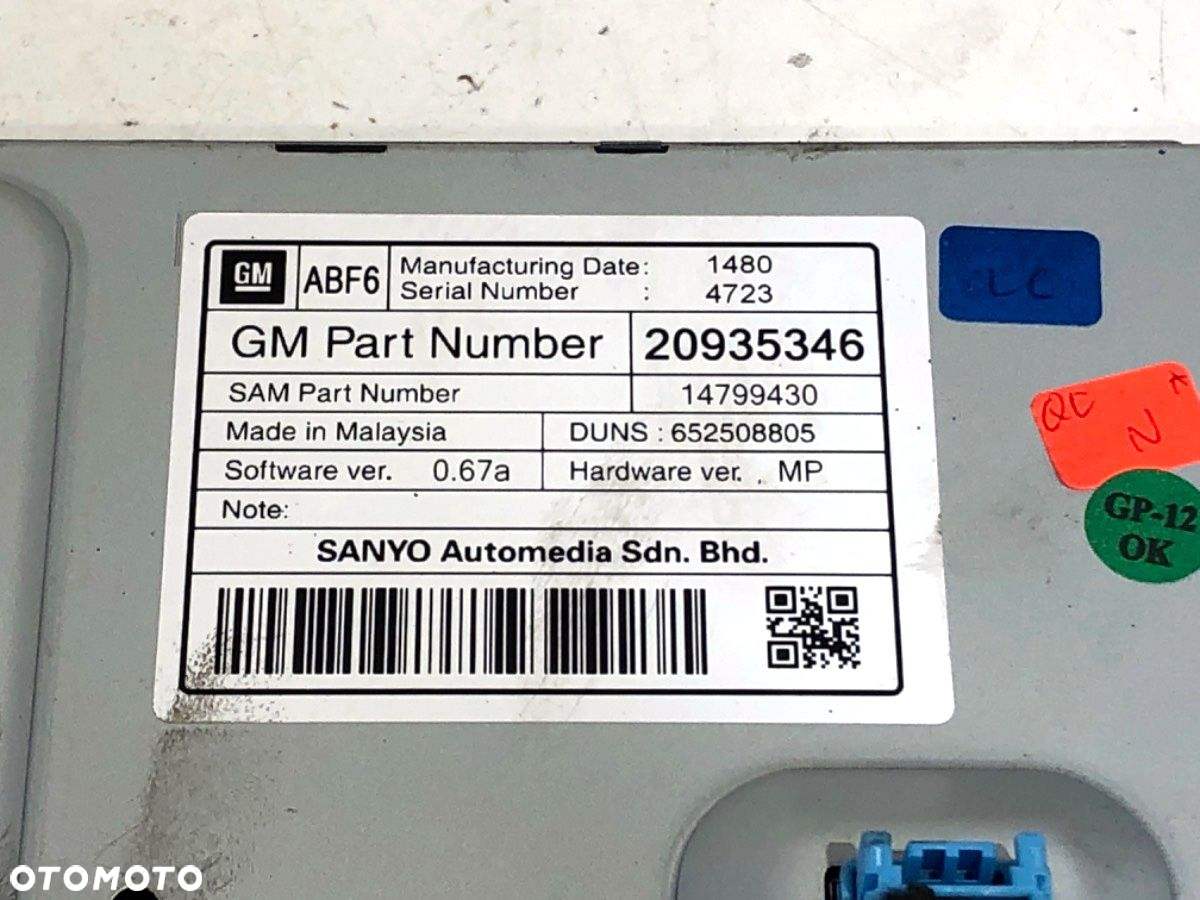 GM ABF6 Manufacturing Date: 1480
Serial Number : 4723
GM Part Number 20935346
SAM Part Number 14799430
Made in Malaysia DUNS : 652508805
Software ver. 0.67a Hardware ver. . MP
Note:
SANYO Automedia Sdn. Bhd.
QC
N
GP-12
OK
OTOMOTO